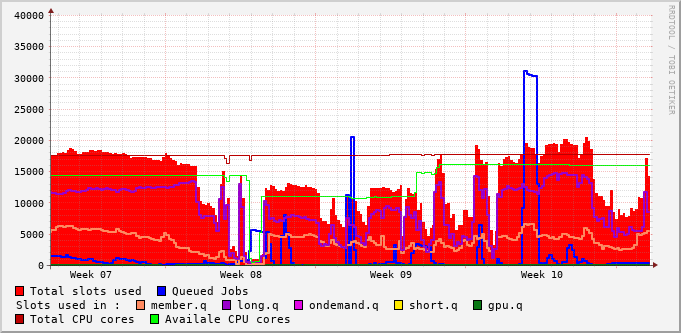 40000
35000
30000
25000
20000
15000
10000
5000
0
Week 07 Week 08 Week 09 Week 10
RRDTOOL / TOBI OETIKER
Total slots used Queued Jobs
Slots used in : member.q long.q ondemand.q short.q gpu.q
Total CPU cores Availale CPU cores